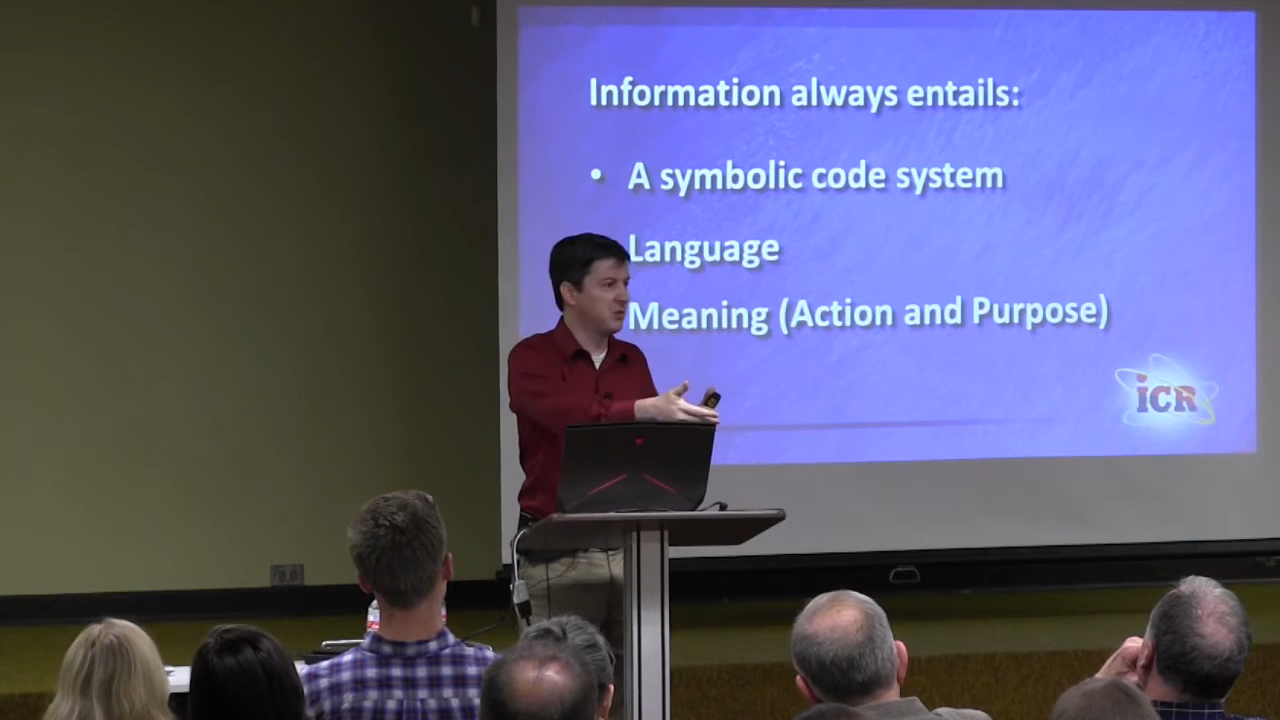 Information always entails:
• A symbolic code system
Language
Meaning (Action and Purpose)
iCR